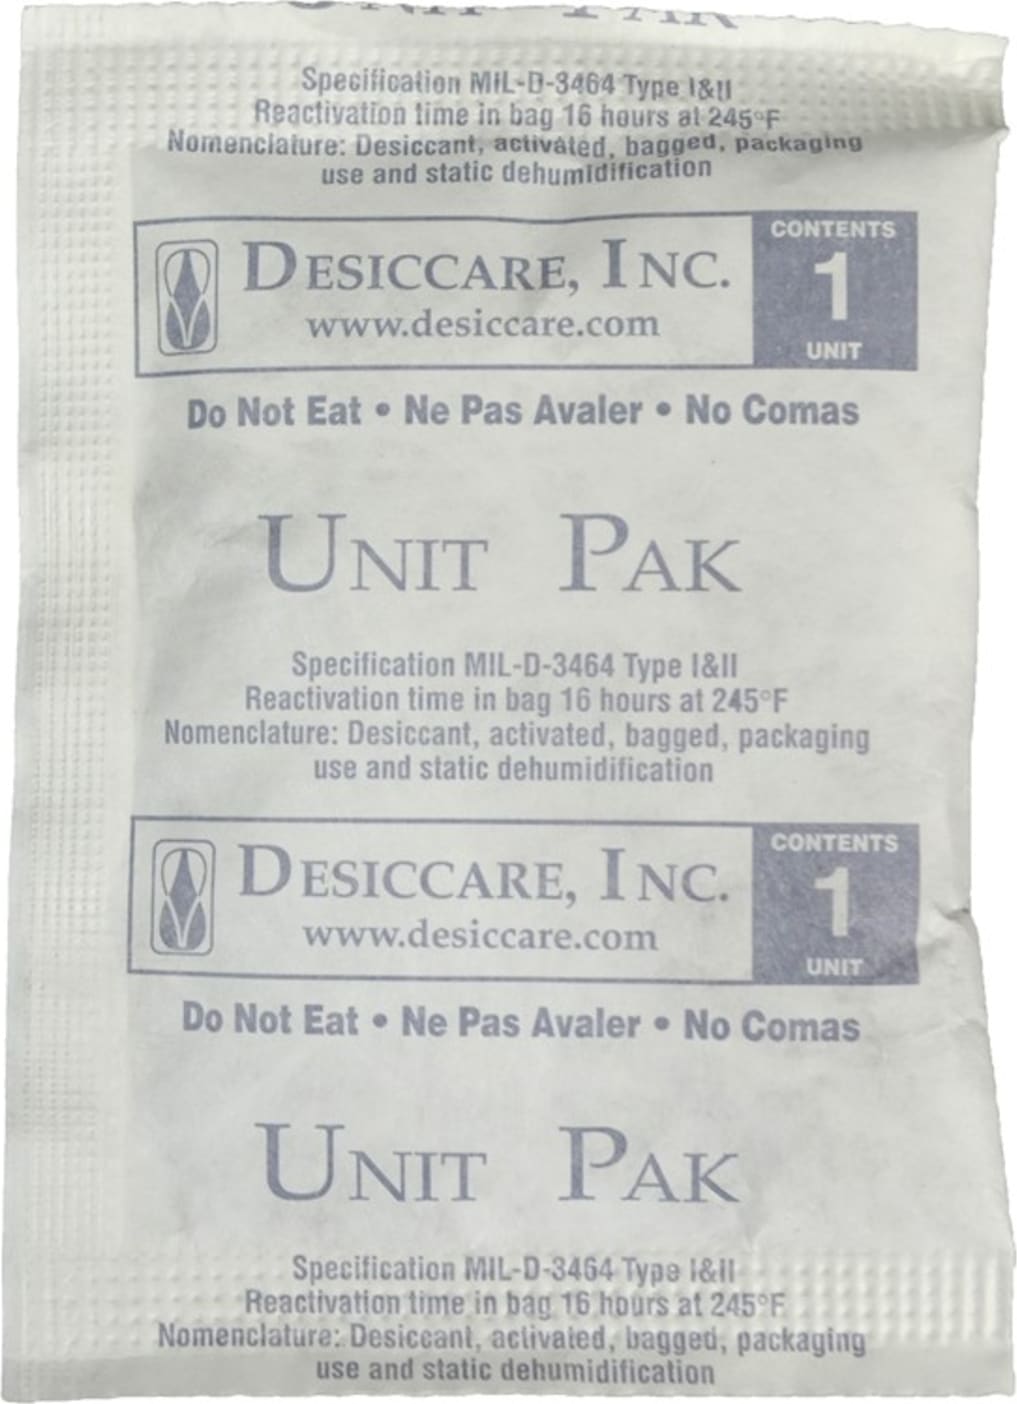 UNIT PAK
Specification MIL-D-3464 Type I&II
Reactivation time in bag 16 hours at 245°F
Nomenclature: Desiccant, activated, bagged, packaging
use and static dehumidification
DESICCARE, INC.
www.desiccare.com
CONTENTS
1
UNIT
Do Not Eat • Ne Pas Avaler • No Comas
UNIT PAK
Specification MIL-D-3464 Type I&II
Reactivation time in bag 16 hours at 245°F
Nomenclature: Desiccant, activated, bagged, packaging
use and static dehumidification
DESICCARE, INC.
www.desiccare.com
CONTENTS
1
UNIT
Do Not Eat • Ne Pas Avaler • No Comas
UNIT PAK
Specification MIL-D-3464 Type I&II
Reactivation time in bag 16 hours at 245°F
Nomenclature: Desiccant, activated, bagged, packaging
use and static dehumidification